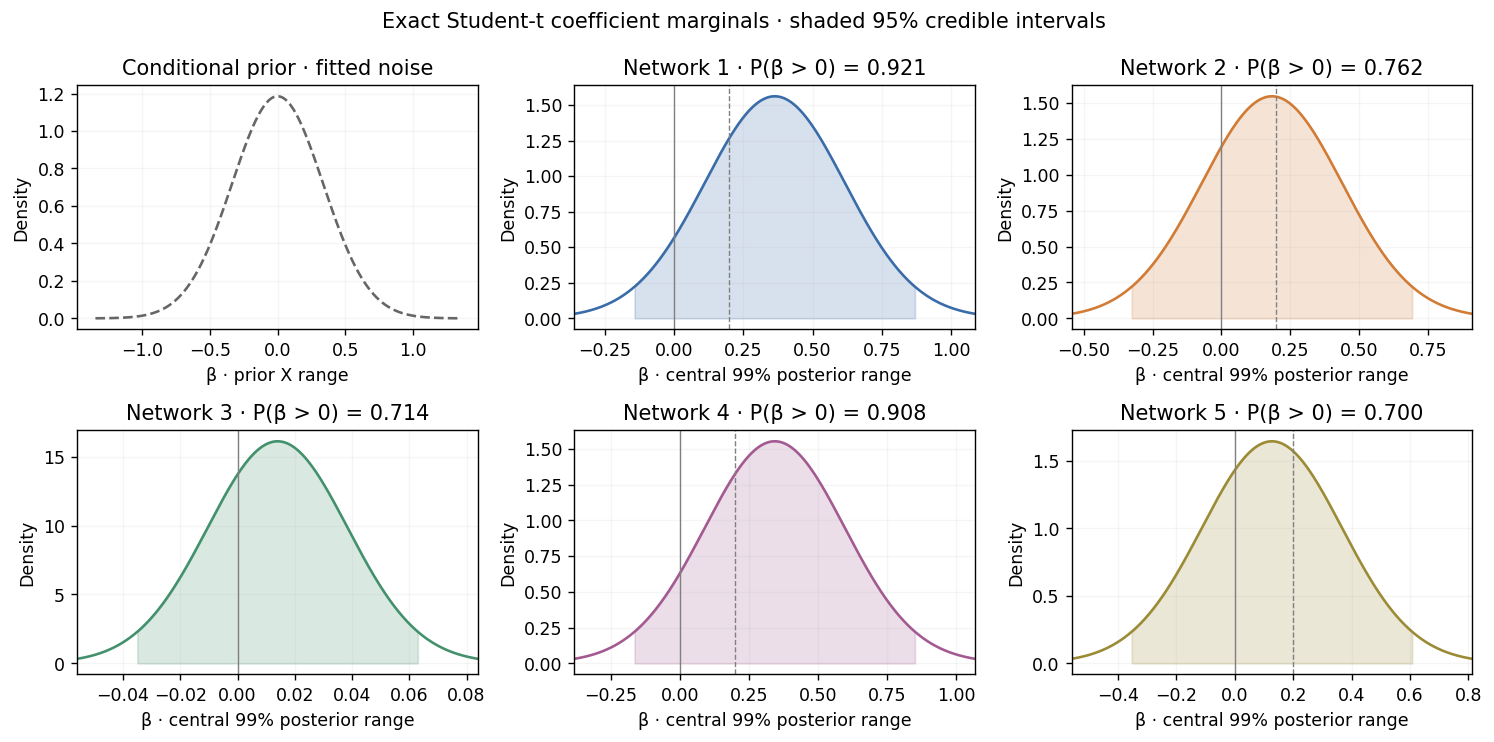 Exact Student-t coefficient marginals · shaded 95% credible intervals
Conditional prior · fitted noise
Density
1.2
1.0
0.8
0.6
0.4
0.2
0.0
−1.0 −0.5 0.0 0.5 1.0
β · prior X range
Network 1 · P(β > 0) = 0.921
Density
1.50
1.25
1.00
0.75
0.50
0.25
0.00
−0.25 0.00 0.25 0.50 0.75 1.00
β · central 99% posterior range
Network 2 · P(β > 0) = 0.762
Density
1.50
1.25
1.00
0.75
0.50
0.25
0.00
−0.50 −0.25 0.00 0.25 0.50 0.75
β · central 99% posterior range
Network 3 · P(β > 0) = 0.714
Density
15
10
5
0
−0.04 −0.02 0.00 0.02 0.04 0.06 0.08
β · central 99% posterior range
Network 4 · P(β > 0) = 0.908
Density
1.50
1.25
1.00
0.75
0.50
0.25
0.00
−0.25 0.00 0.25 0.50 0.75 1.00
β · central 99% posterior range
Network 5 · P(β > 0) = 0.700
Density
1.5
1.0
0.5
0.0
−0.4 −0.2 0.0 0.2 0.4 0.6 0.8
β · central 99% posterior range